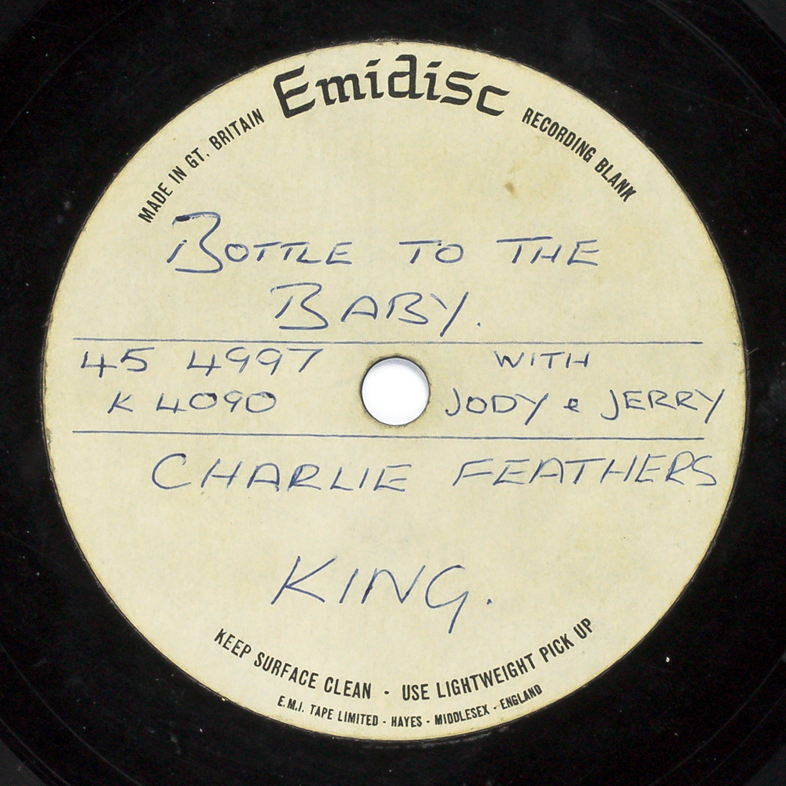 Emidisc
MADE IN GT. BRITAIN
RECORDING BLANK
BOTTLE TO THE
BABY.
45 4997
K 4090
WITH
JODY & JERRY
CHARLIE FEATHERS
KING.
KEEP SURFACE CLEAN - USE LIGHTWEIGHT PICK UP
E.M.I. TAPE LIMITED - HAYES - MIDDLESEX - ENGLAND